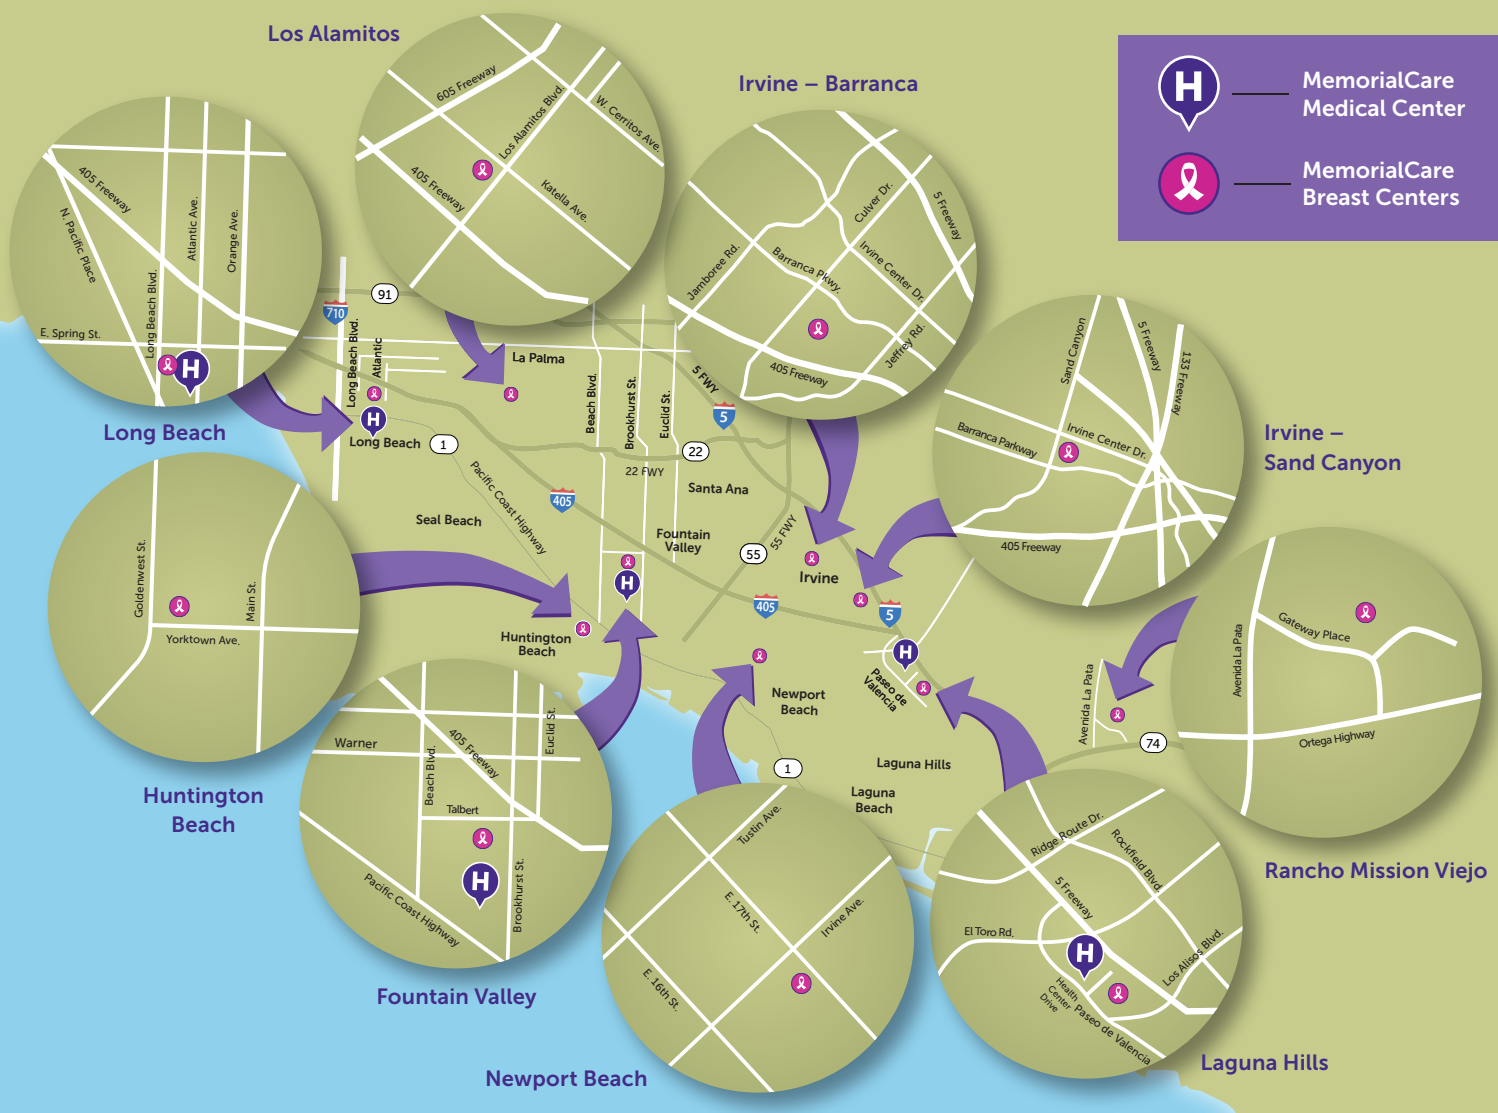 Los Alamitos
605 Freeway
Los Alamitos Blvd.
W. Cerritos Ave.
405 Freeway
Katella Ave.
Irvine – Barranca
Culver Dr.
5 Freeway
Jamboree Rd.
Barranca Pkwy.
Irvine Center Dr.
Jeffrey Rd.
405 Freeway
H
MemorialCare
Medical Center
MemorialCare
Breast Centers
405 Freeway
N. Pacific Place
Long Beach Blvd.
Atlantic Ave.
Orange Ave.
E. Spring St.
H
Long Beach
91
710
Long Beach Blvd.
Atlantic
H
Long Beach
La Palma
Beach Blvd.
Brookhurst St.
Euclid St.
5 FWY
5
1
22
22 FWY
Pacific Coast Highway
405
Santa Ana
Seal Beach
Fountain
Valley
55
55 FWY
H
Irvine
405
5
Huntington
Beach
H
Paseo de
Valencia
Newport
Beach
1
Laguna Hills
Laguna
Beach
Avenida La Pata
74
Sand Canyon
5 Freeway
133 Freeway
Barranca Parkway
Irvine Center Dr.
405 Freeway
Irvine –
Sand Canyon
Goldenwest St.
Main St.
Yorktown Ave.
Huntington
Beach
Avenida La Pata
Gateway Place
Ortega Highway
Rancho Mission Viejo
Warner
Beach Blvd.
405 Freeway
Euclid St.
Talbert
H
Brookhurst St.
Pacific Coast Highway
Fountain Valley
Tustin Ave.
E. 17th St.
Irvine Ave.
E. 16th St.
Newport Beach
Ridge Route Dr.
Rockfield Blvd.
5 Freeway
El Toro Rd.
H
Los Alisos Blvd.
Health
Center
Drive
Paseo de Valencia
Laguna Hills